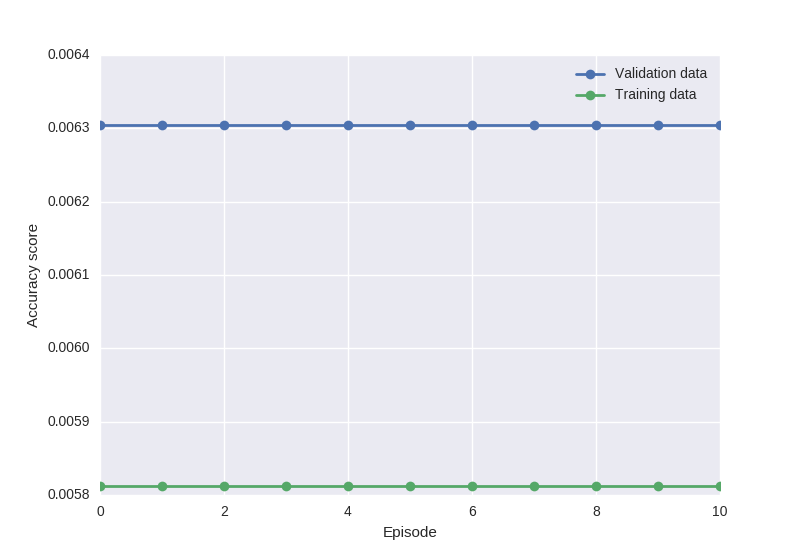 0.0064
0.0063
0.0062
0.0061
0.0060
0.0059
0.0058
Accuracy score
Validation data
Training data
0 2 4 6 8 10
Episode